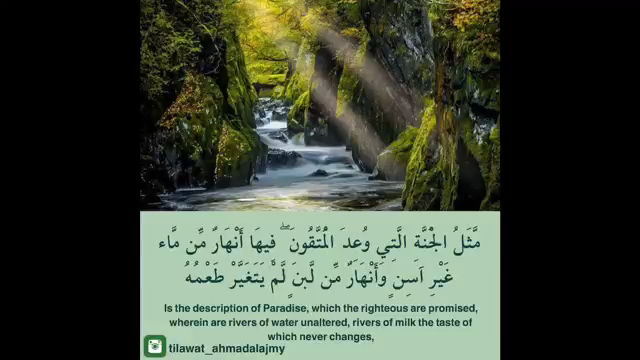 مَّثَلُ الْجَنَّةِ الَّتِي وُعِدَ الْمُتَّقُونَ ۖ فِيهَا أَنْهَارٌ مِّن مَّاءٍ
غَيْرِ آسِنٍ وَأَنْهَارٌ مِّن لَّبَنٍ لَّمْ يَتَغَيَّرْ طَعْمُهُ
Is the description of Paradise, which the righteous are promised,
wherein are rivers of water unaltered, rivers of milk the taste of
which never changes,
tilawat_ahmadalajmy